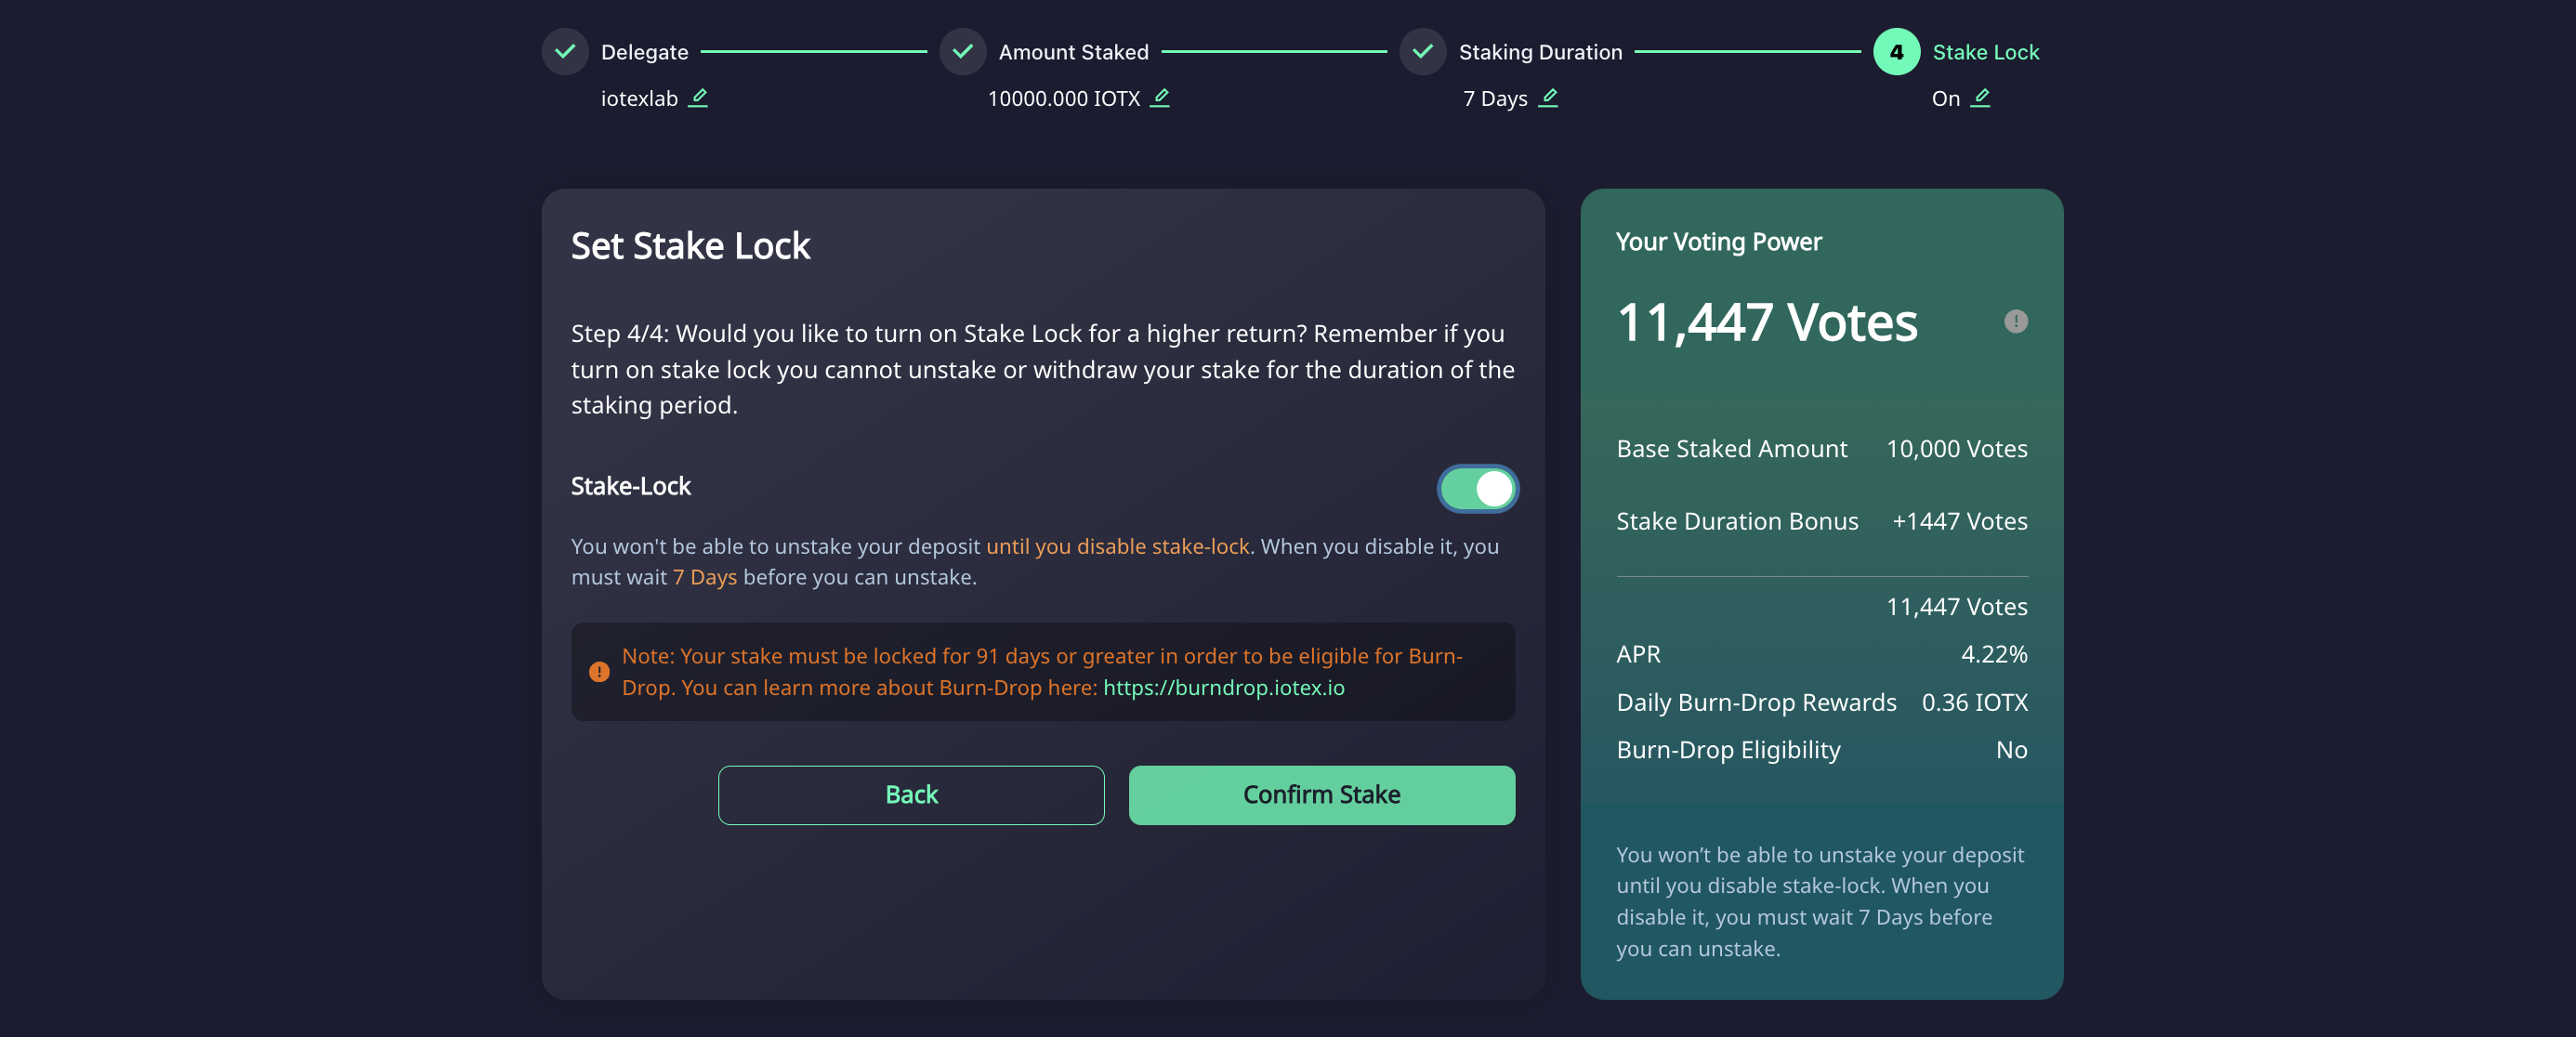 Delegate
Amount Staked
Staking Duration
4 Stake Lock
iotexlab
10000.000 IOTX
7 Days
On
Set Stake Lock
Step 4/4: Would you like to turn on Stake Lock for a higher return? Remember if you
turn on stake lock you cannot unstake or withdraw your stake for the duration of the
staking period.
Stake-Lock
You won't be able to unstake your deposit until you disable stake-lock. When you disable it, you
must wait 7 Days before you can unstake.
Note: Your stake must be locked for 91 days or greater in order to be eligible for Burn-
Drop. You can learn more about Burn-Drop here: https://burndrop.iotex.io
Back
Confirm Stake
Your Voting Power
11,447 Votes
Base Staked Amount 10,000 Votes
Stake Duration Bonus +1447 Votes
11,447 Votes
APR 4.22%
Daily Burn-Drop Rewards 0.36 IOTX
Burn-Drop Eligibility No
You won’t be able to unstake your deposit
until you disable stake-lock. When you
disable it, you must wait 7 Days before
you can unstake.